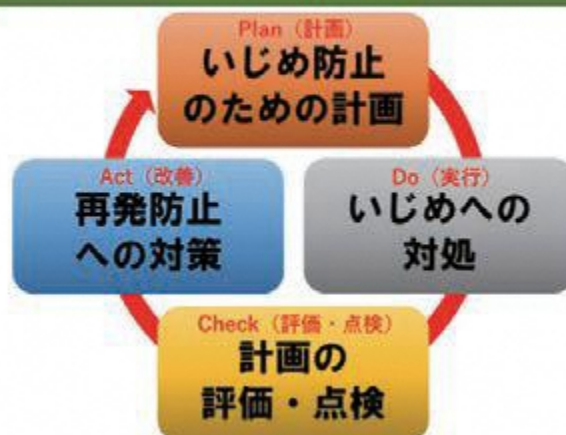 Plan（計画）
いじめ防止
のための計画
Act（改善）
再発防止
への対策
Do（実行）
いじめへの
対処
Check（評価・点検）
計画の
評価・点検